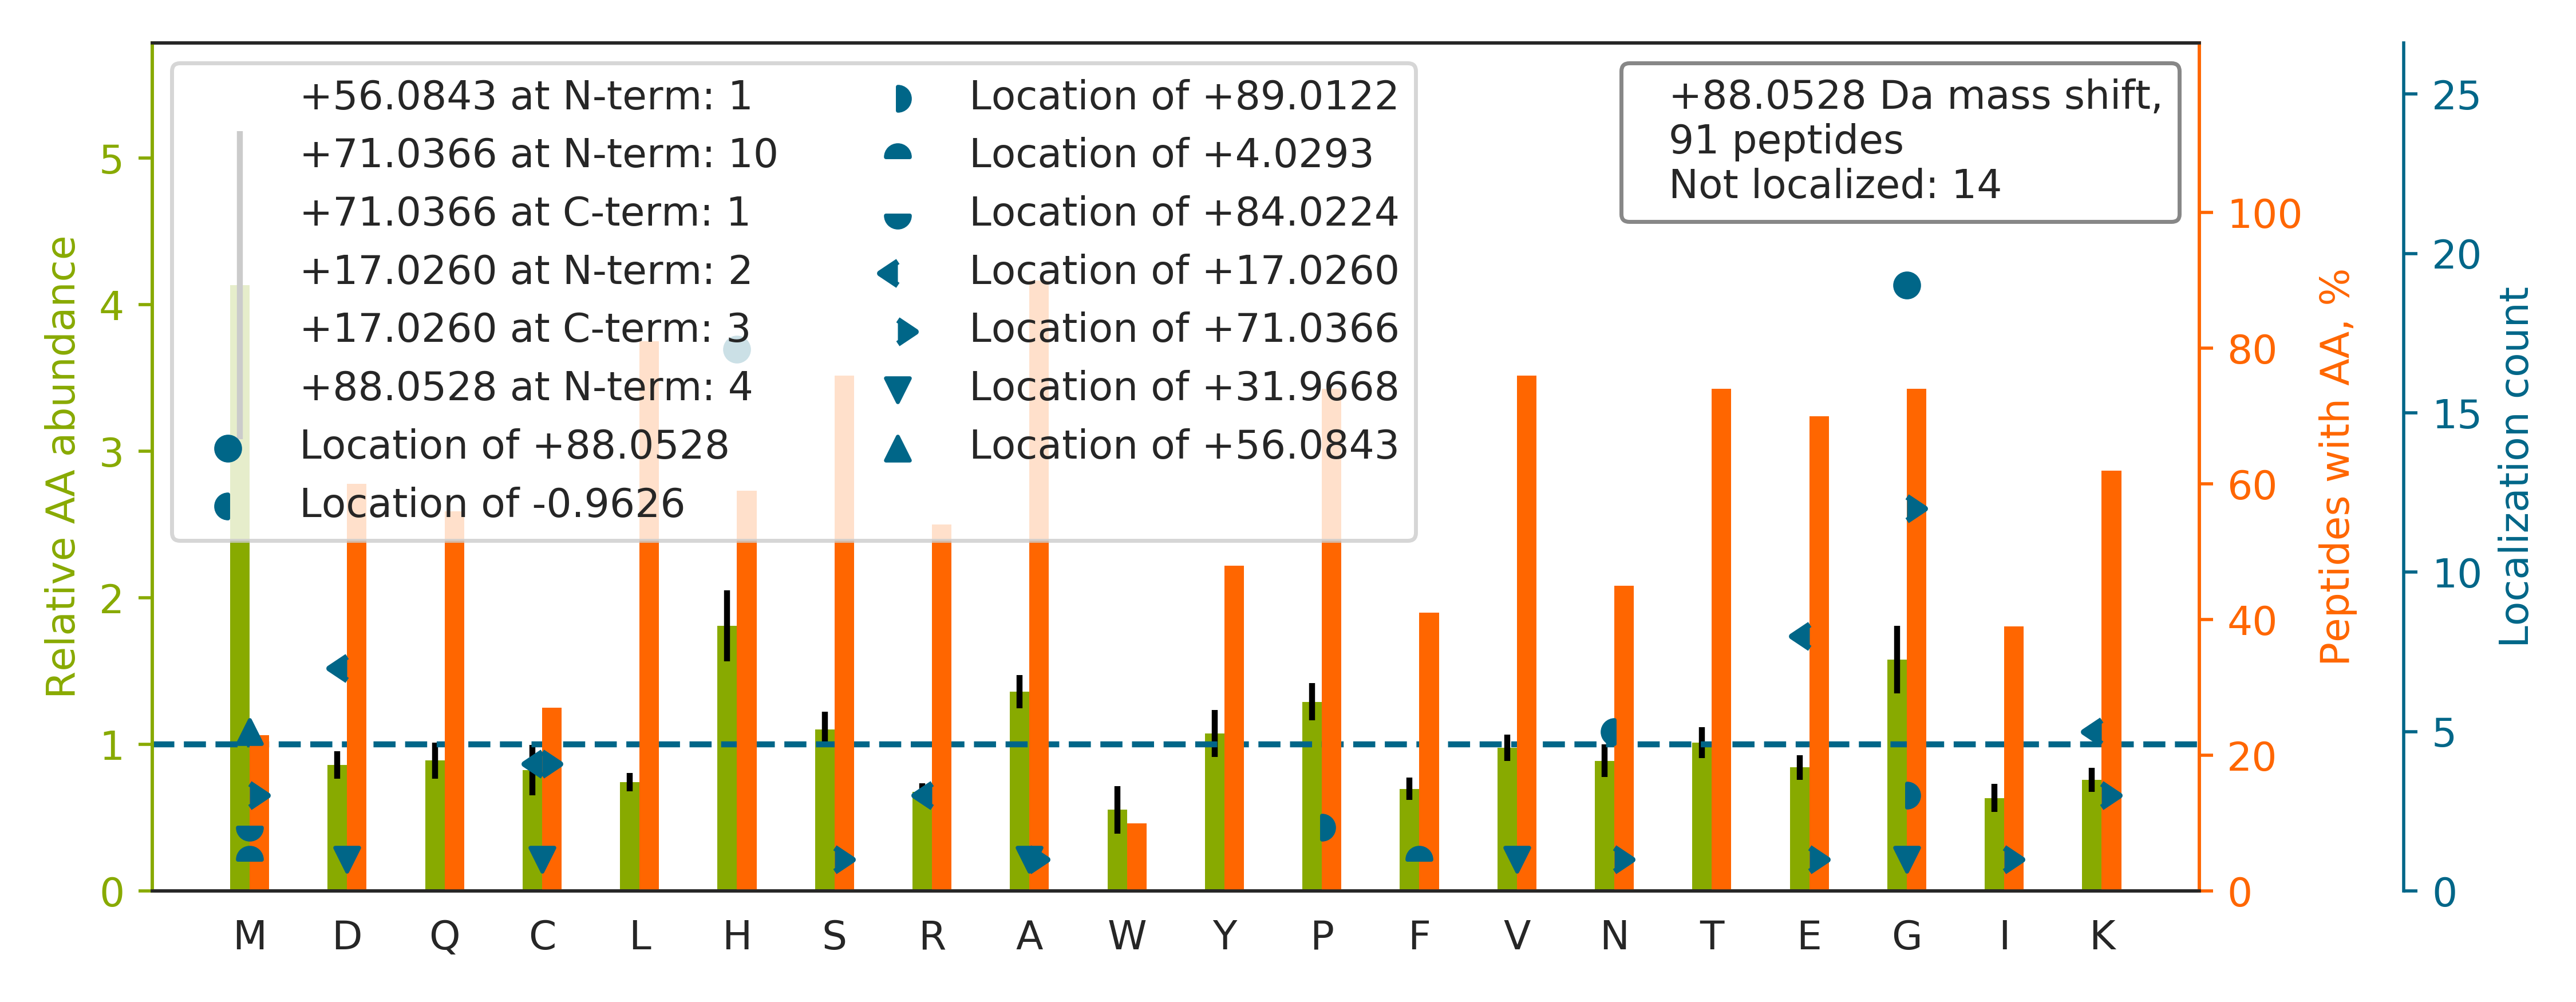 +56.0843 at N-term: 1
+71.0366 at N-term: 10
+71.0366 at C-term: 1
+17.0260 at N-term: 2
+17.0260 at C-term: 3
+88.0528 at N-term: 4
Location of +88.0528
Location of -0.9626
Location of +89.0122
Location of +4.0293
Location of +84.0224
Location of +17.0260
Location of +71.0366
Location of +31.9668
Location of +56.0843
+88.0528 Da mass shift,
91 peptides
Not localized: 14
Relative AA abundance
5
4
3
2
1
0
M D Q C L H S R A W Y P F V N T E G I K
100
80
60
40
20
0
Peptides with AA, %
25
20
15
10
5
0
Localization count